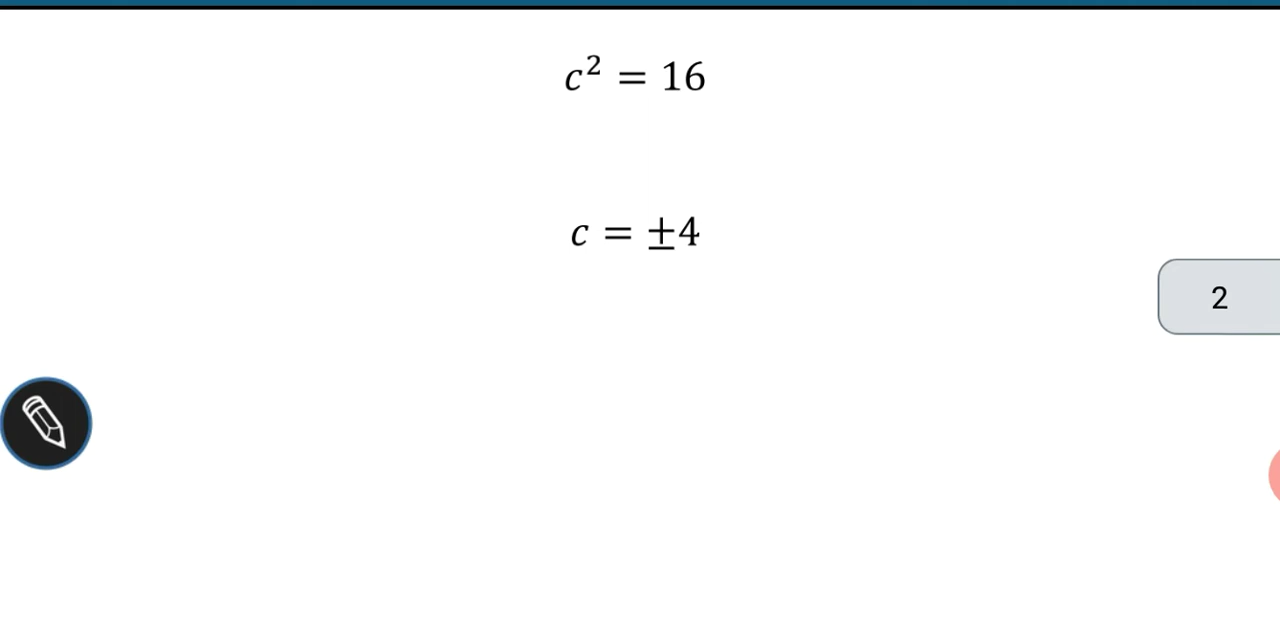 c² = 16
c = ±4
2